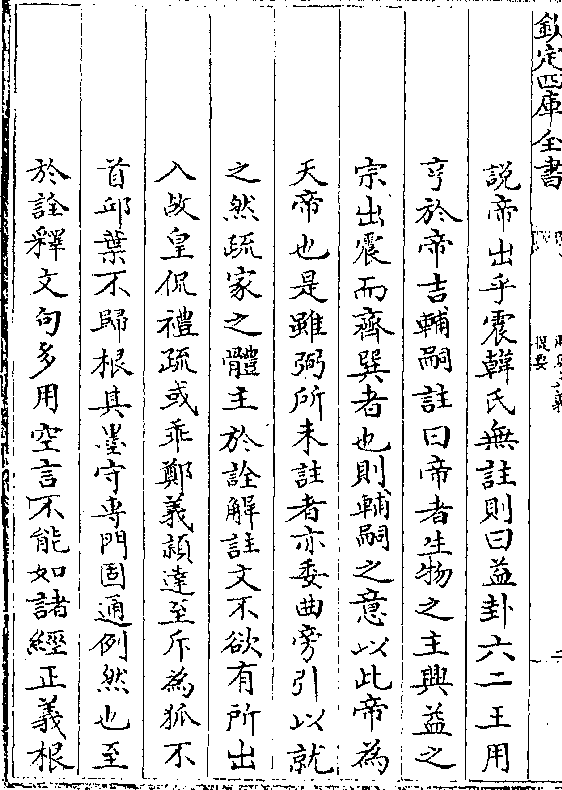 欽定四庫全書
提要
説帝出乎震韓氏無註則曰益卦六二王用
亨於帝吉輔嗣註曰帝者生物之主興益之
宗出震而齊巽者也則輔嗣之意以此帝為
天帝也是雖弼所未註者亦委曲旁引以就
之然疏家之體主於詮解註文不欲有所出
入故皇侃禮疏或乖鄭義頴達至斥為狐不
首邱葉不歸根其墨守專門固通例然也至
於詮釋文句多用空言不能如諸經正義根